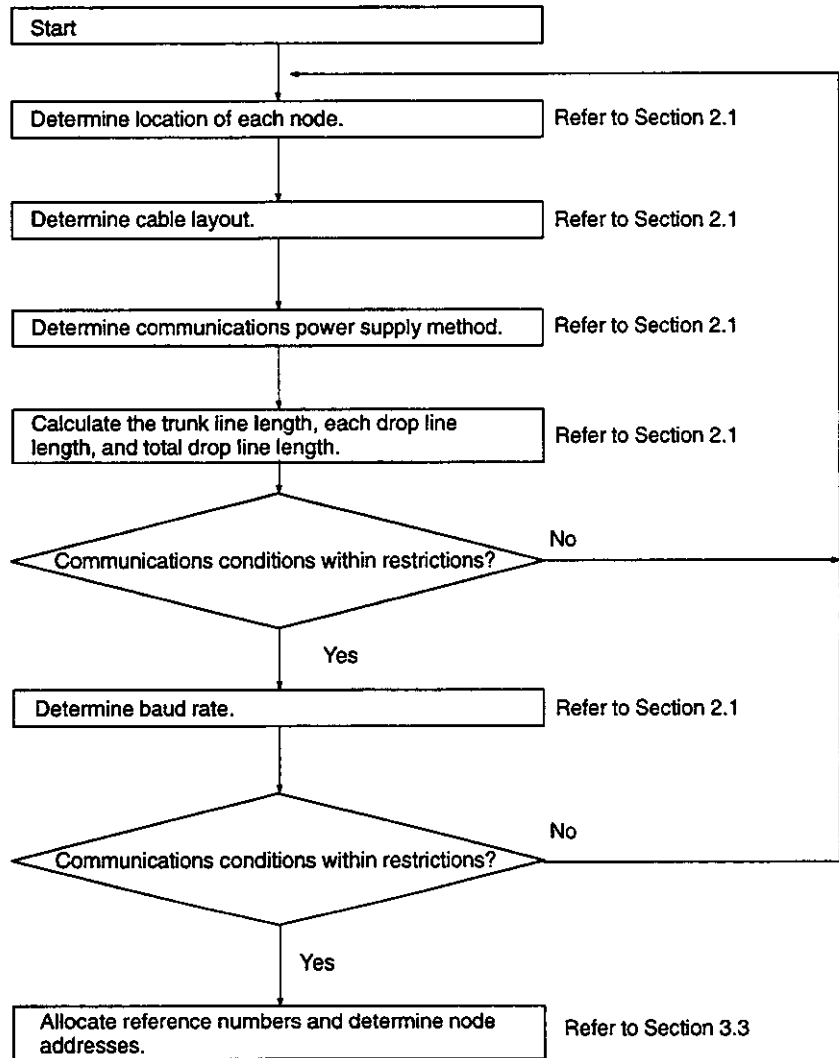 Start
Determine location of each node.
Refer to Section 2.1
Determine cable layout.
Refer to Section 2.1
Determine communications power supply method.
Refer to Section 2.1
Calculate the trunk line length, each drop line
length, and total drop line length.
Refer to Section 2.1
Communications conditions within restrictions?
No
Yes
Determine baud rate.
Refer to Section 2.1
Communications conditions within restrictions?
No
Yes
Allocate reference numbers and determine node
addresses.
Refer to Section 3.3